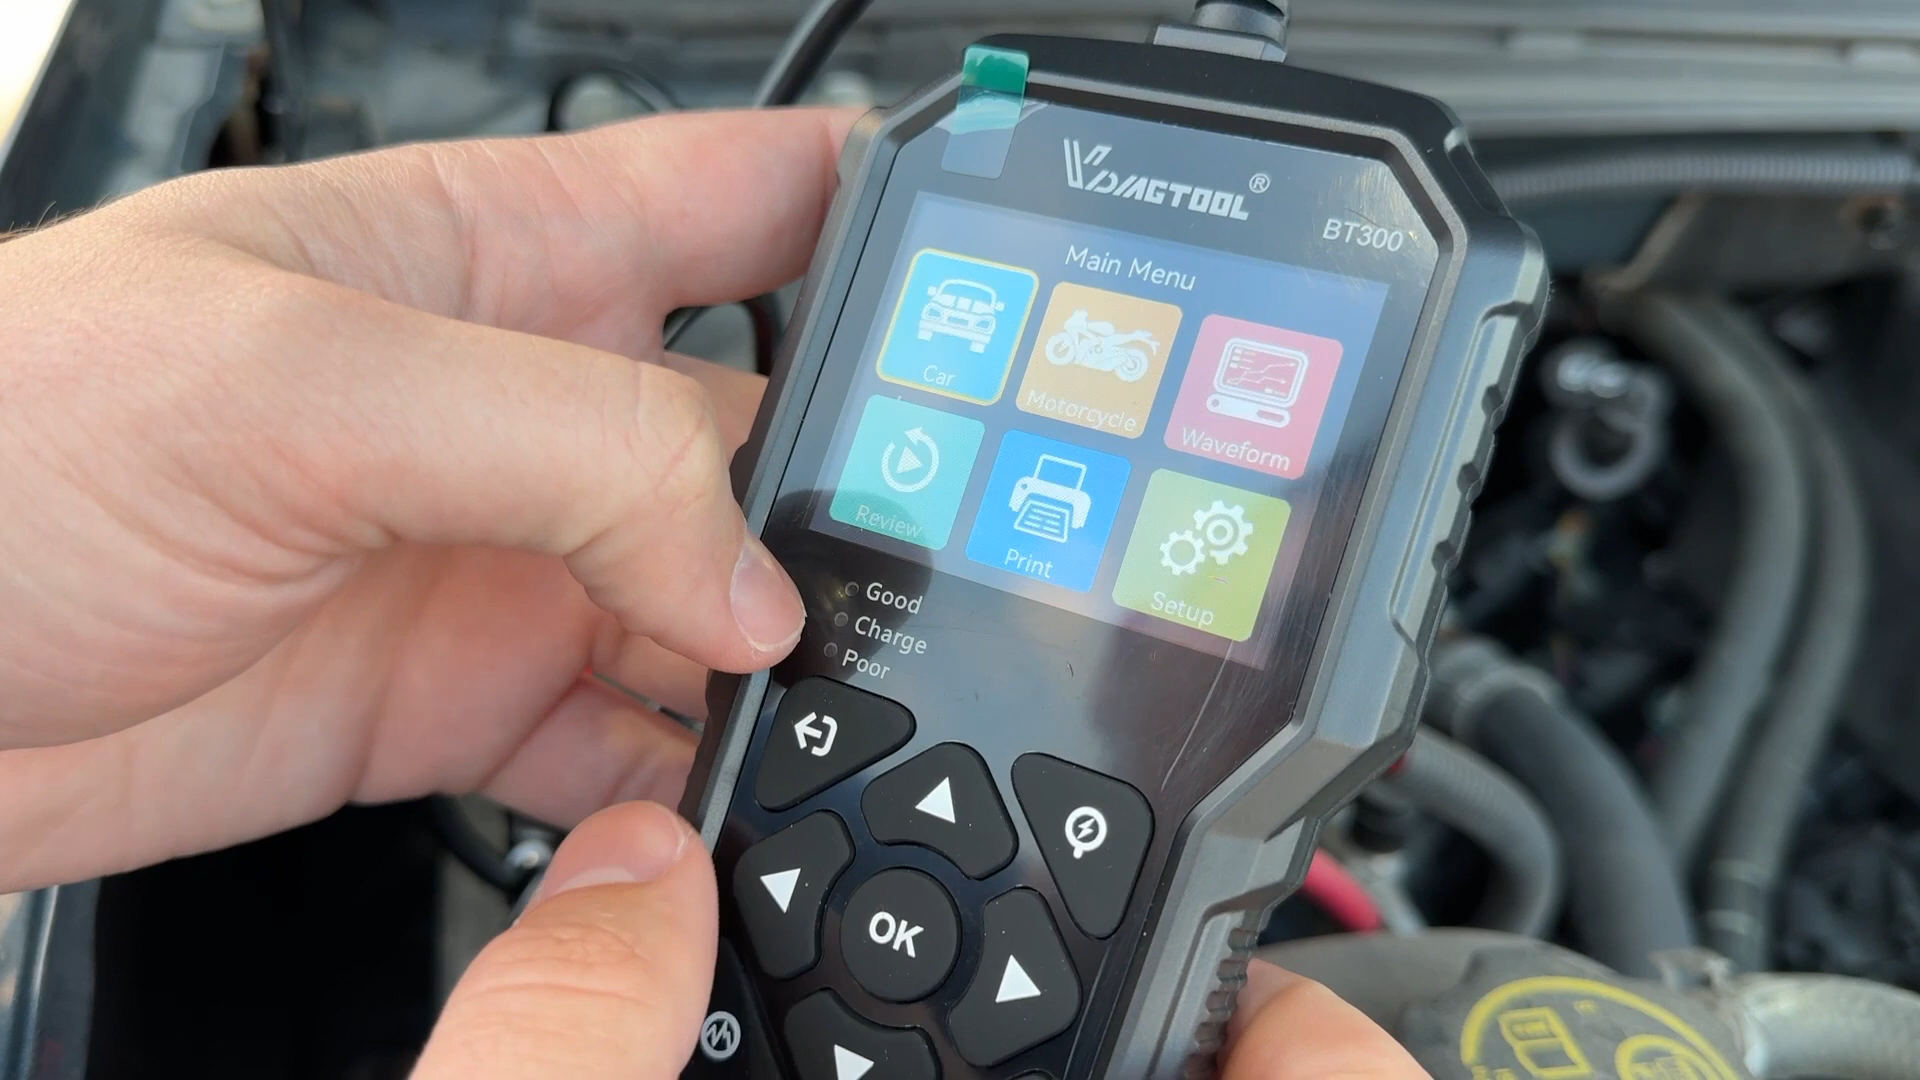 VDIAGTOOL®
BT300
Main Menu
Car
Motorcycle
Waveform
Review
Print
Setup
Good
Charge
Poor
OK